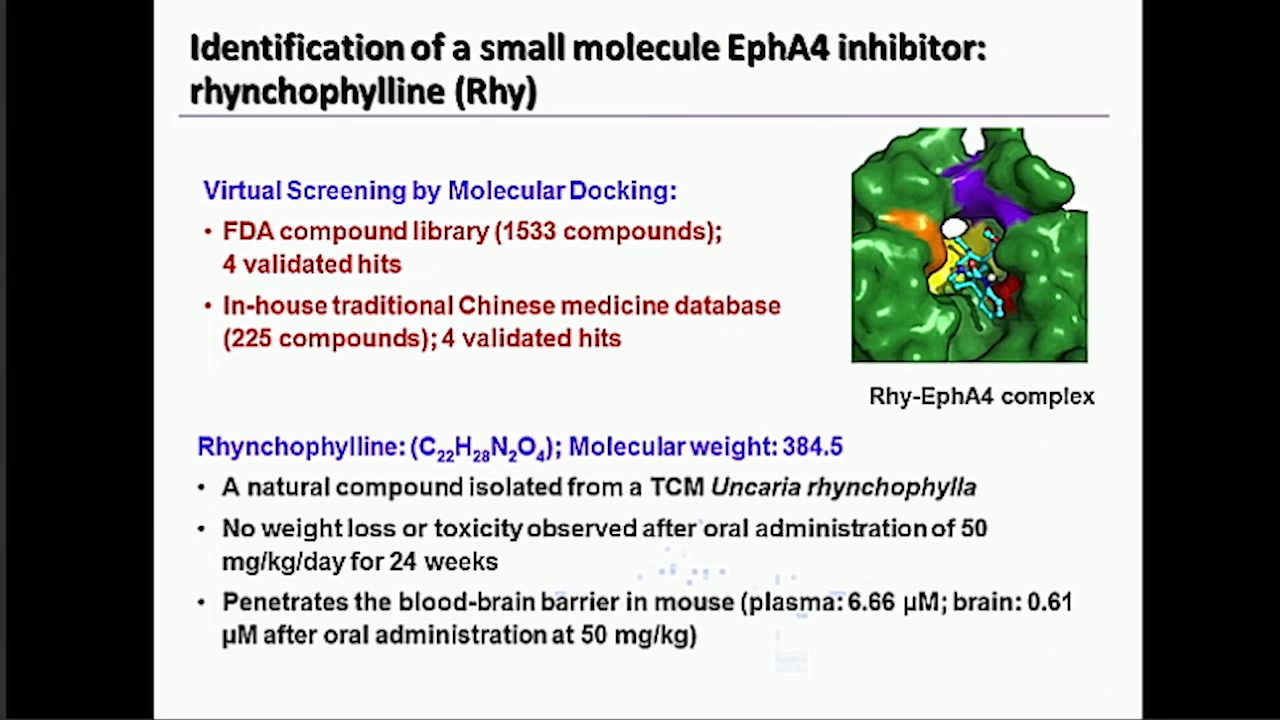 Identification of a small molecule EphA4 inhibitor:
rhynchophylline (Rhy)
Virtual Screening by Molecular Docking:
• FDA compound library (1533 compounds);
4 validated hits
• In-house traditional Chinese medicine database
(225 compounds); 4 validated hits
Rhy-EphA4 complex
Rhynchophylline: (C₂₂H₂₈N₂O₄); Molecular weight: 384.5
• A natural compound isolated from a TCM Uncaria rhynchophylla
• No weight loss or toxicity observed after oral administration of 50
mg/kg/day for 24 weeks
• Penetrates the blood-brain barrier in mouse (plasma: 6.66 µM; brain: 0.61
µM after oral administration at 50 mg/kg)